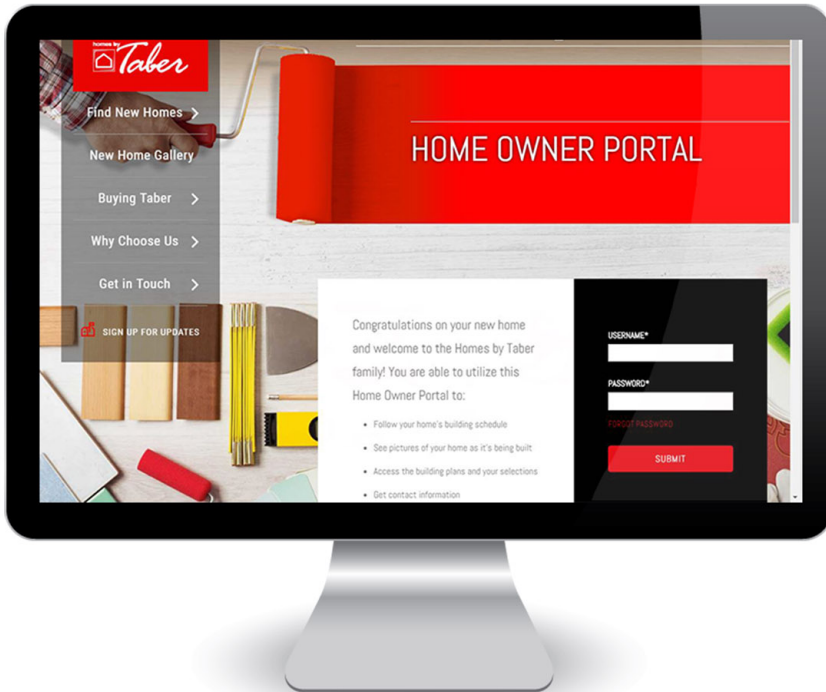 homes by
Taber
Find New Homes
New Home Gallery
Buying Taber
Why Choose Us
Get in Touch
SIGN UP FOR UPDATES
HOME OWNER PORTAL
Congratulations on your new home
and welcome to the Homes by Taber
family! You are able to utilize this
Home Owner Portal to:
• Follow your home's building schedule
• See pictures of your home as it's being built
• Access the building plans and your selections
• Get contact information
USERNAME*
PASSWORD*
FORGOT PASSWORD
SUBMIT